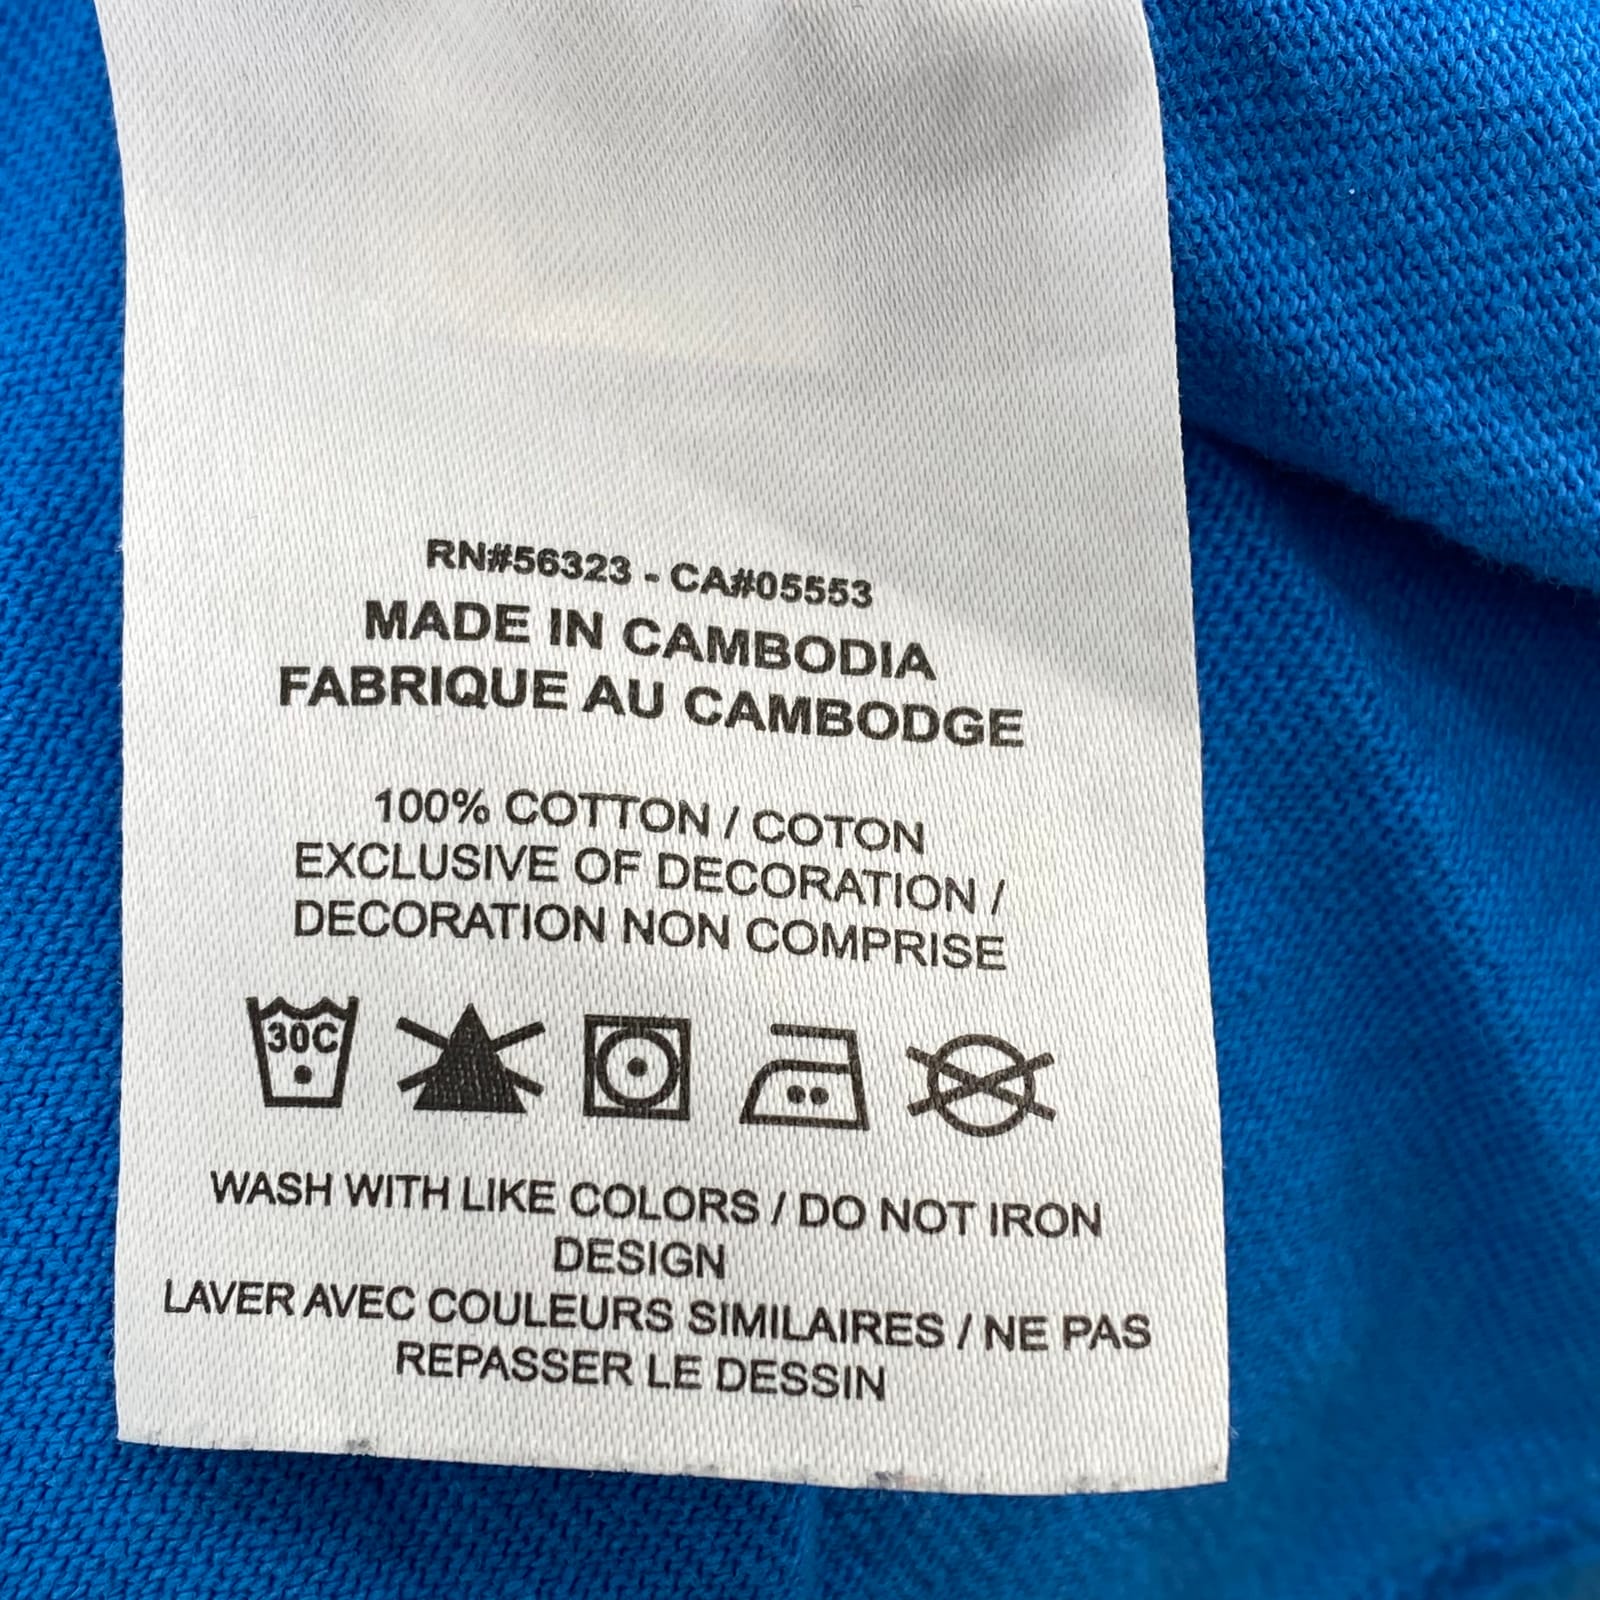 RN#56323 - CA#05553
MADE IN CAMBODIA
FABRIQUE AU CAMBODGE
100% COTTON / COTON
EXCLUSIVE OF DECORATION /
DECORATION NON COMPRISE
30C
WASH WITH LIKE COLORS / DO NOT IRON
DESIGN
LAVER AVEC COULEURS SIMILAIRES / NE PAS
REPASSER LE DESSIN